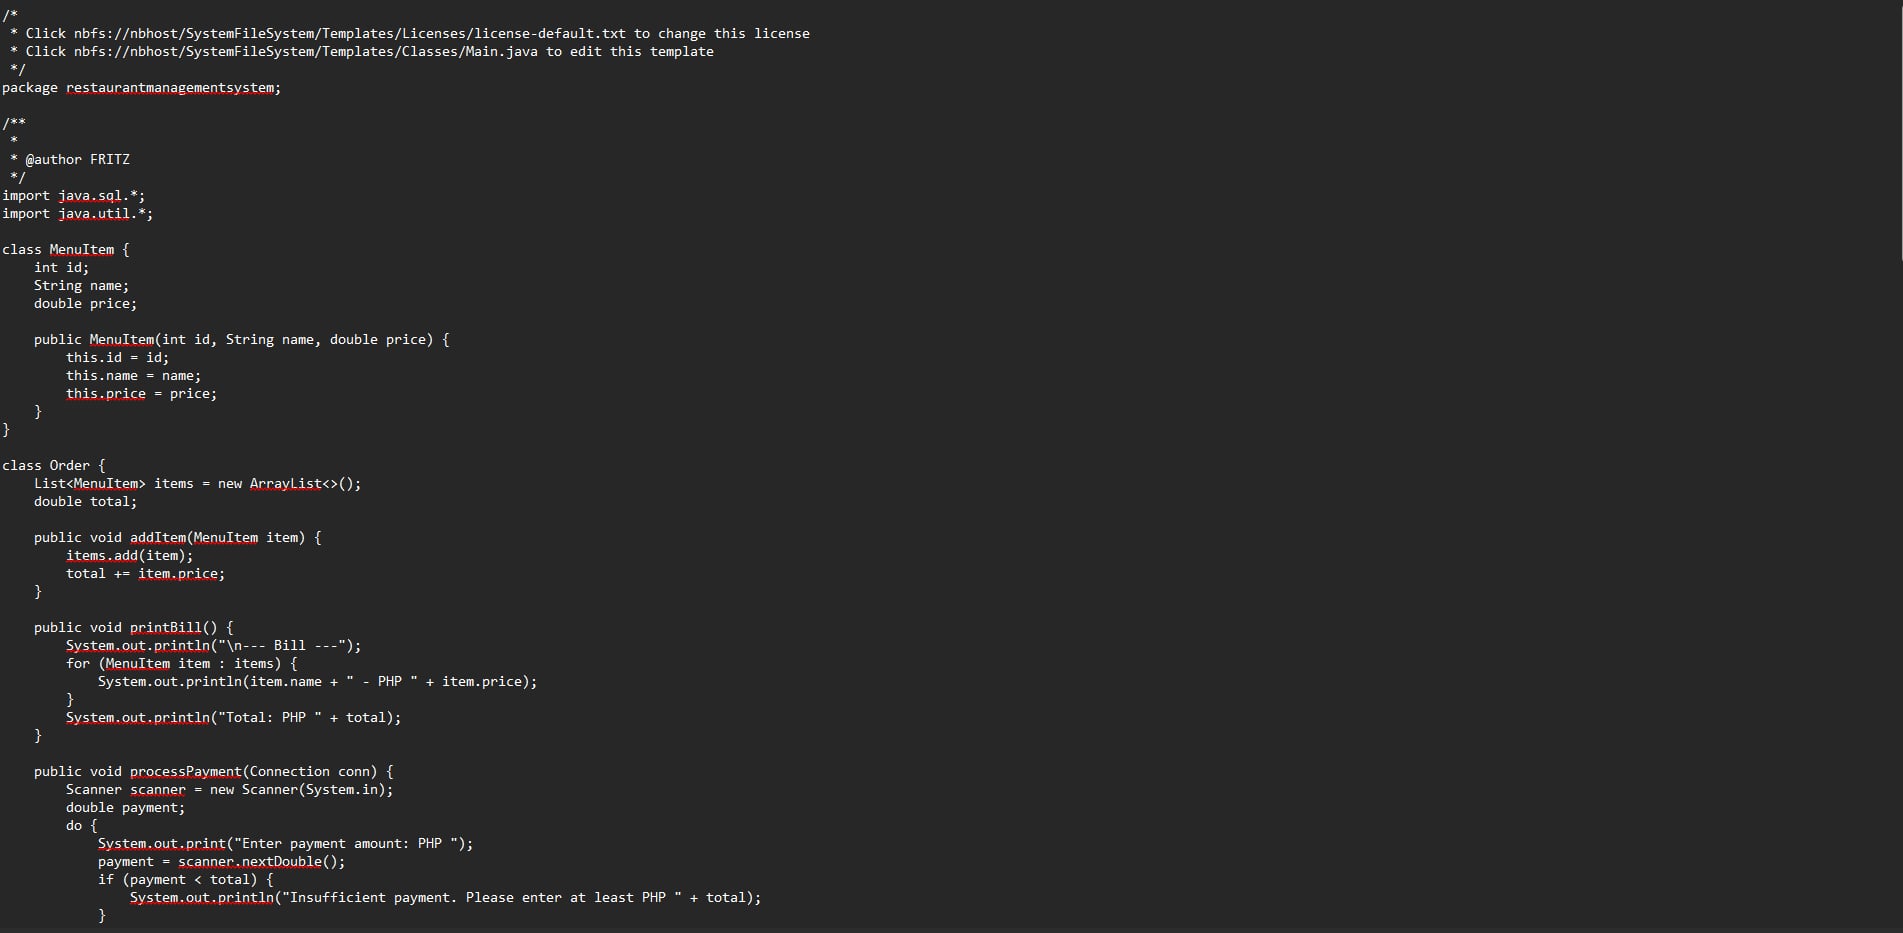 /*
 * Click nbfs://nbhost/SystemFileSystem/Templates/Licenses/license-default.txt to change this license
 * Click nbfs://nbhost/SystemFileSystem/Templates/Classes/Main.java to edit this template
 */
package restaurantmanagementsystem;

/**
 *
 * @author FRITZ
 */
import java.sql.*;
import java.util.*;

class MenuItem {
    int id;
    String name;
    double price;

    public MenuItem(int id, String name, double price) {
        this.id = id;
        this.name = name;
        this.price = price;
    }
}

class Order {
    List<MenuItem> items = new ArrayList<>();
    double total;

    public void addItem(MenuItem item) {
        items.add(item);
        total += item.price;
    }

    public void printBill() {
        System.out.println("\n--- Bill ---");
        for (MenuItem item : items) {
            System.out.println(item.name + " - PHP " + item.price);
        }
        System.out.println("Total: PHP " + total);
    }

    public void processPayment(Connection conn) {
        Scanner scanner = new Scanner(System.in);
        double payment;
        do {
            System.out.print("Enter payment amount: PHP ");
            payment = scanner.nextDouble();
            if (payment < total) {
                System.out.println("Insufficient payment. Please enter at least PHP " + total);
            }